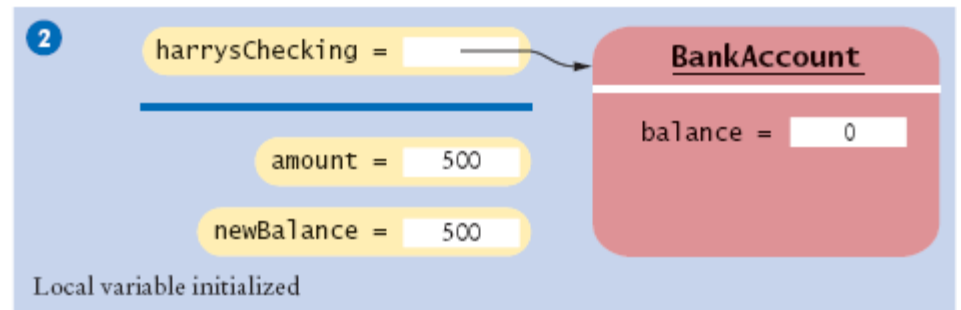 2
harrysChecking =
BankAccount
balance = 0
amount = 500
newBalance = 500
Local variable initialized